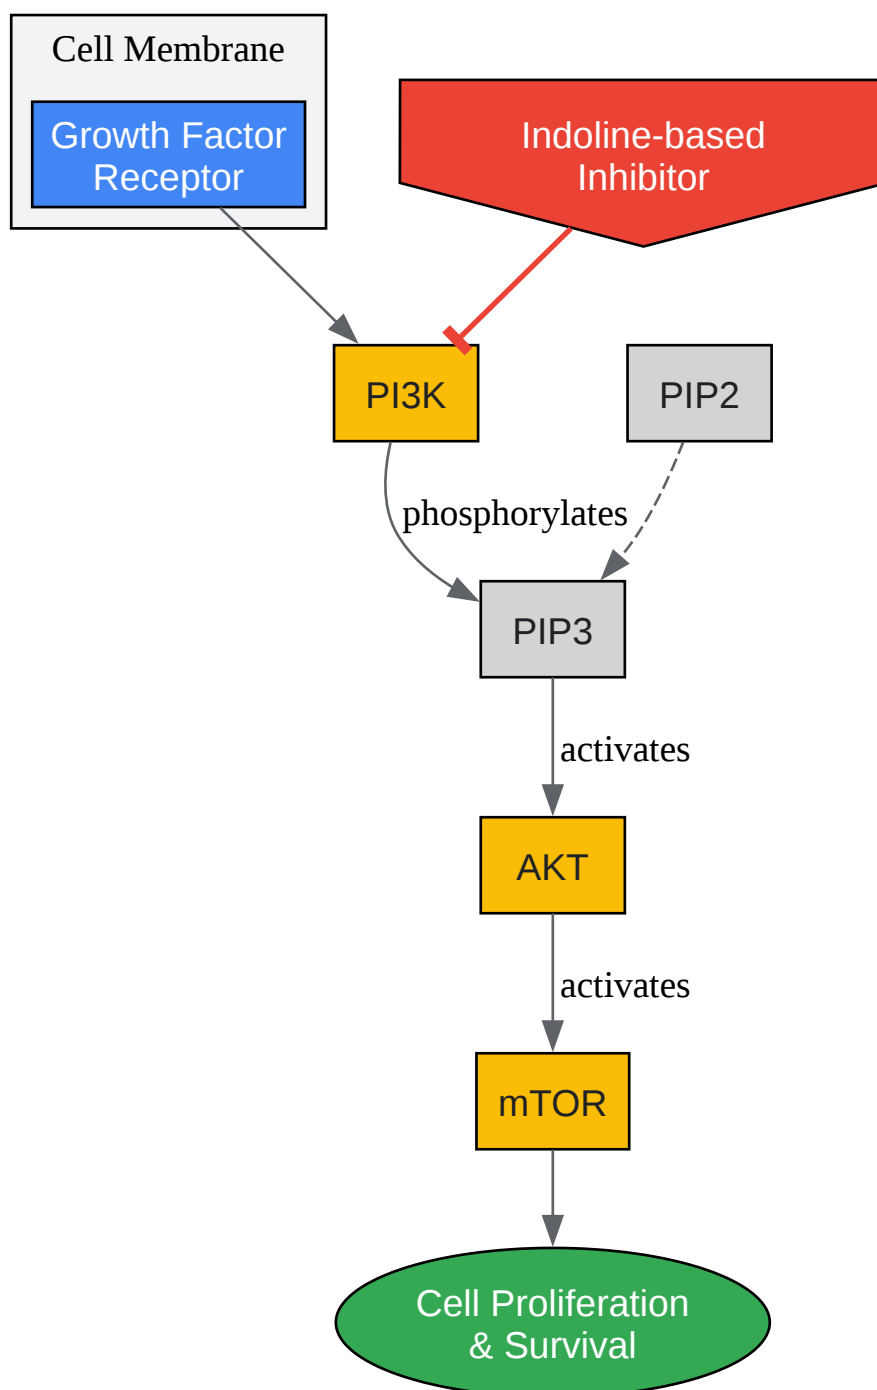 Cell Membrane
Growth Factor
Receptor
Indoline-based
Inhibitor
PI3K
PIP2
phosphorylates
PIP3
activates
AKT
activates
mTOR
Cell Proliferation
& Survival